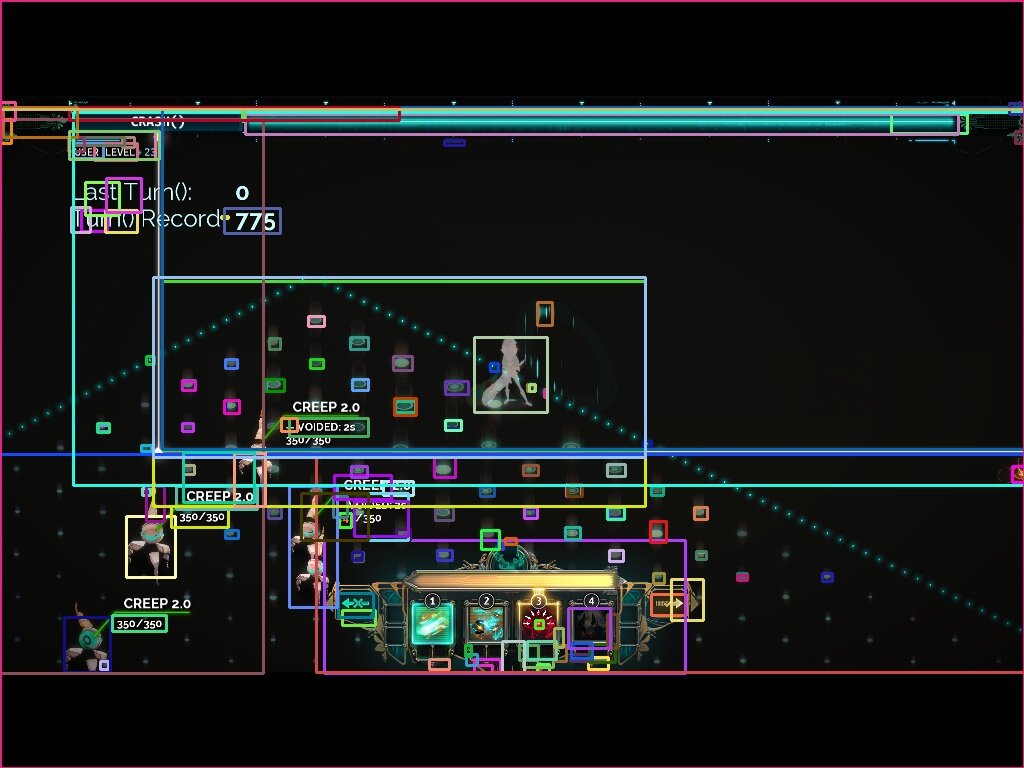 CRASH()
USER LEVEL - 23
Last Turn(): 0
Turn() Record: 775
CREEP 2.0
VOIDED: 2s
350/350
CREEP 2.0
CREEP 2.0
350/350
/350
CREEP 2.0
350/350
1 2 3 4